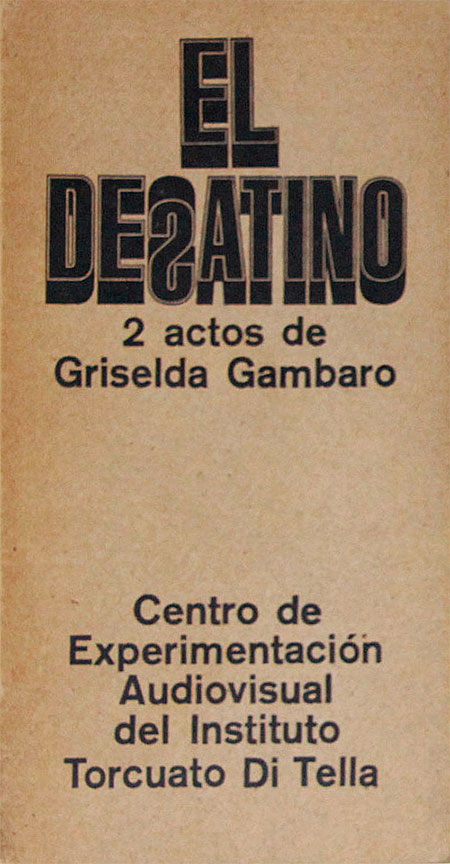 EL
DESATINO
2 actos de
Griselda Gambaro
Centro de
Experimentación
Audiovisual
del Instituto
Torcuato Di Tella